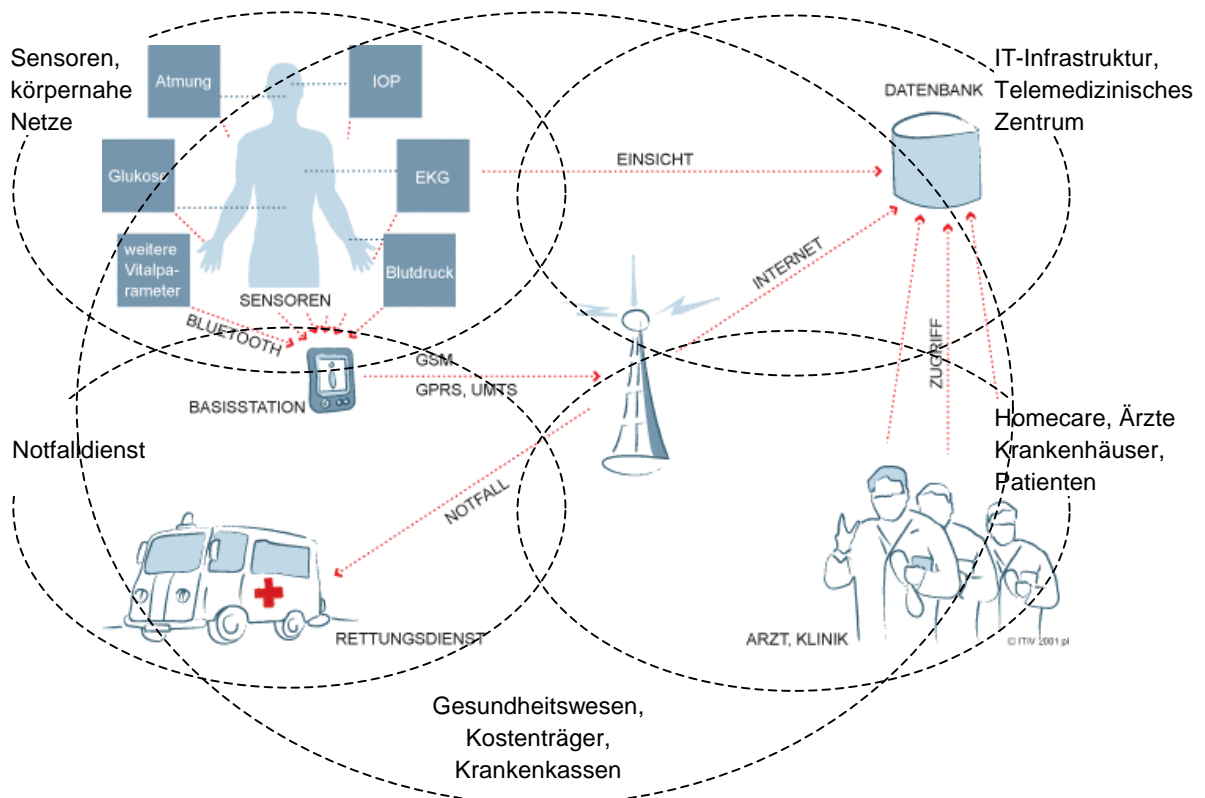 Sensoren,
körpernahe
Netze
Atmung
IOP
Glukose
EKG
weitere
Vitalpa-
rameter
Blutdruck
SENSOREN
BLUETOOTH
BASISSTATION
GSM
GPRS, UMTS
EINSICHT
INTERNET
DATENBANK
IT-Infrastruktur,
Telemedizinisches
Zentrum
ZUGRIFF
Homecare, Ärzte
Krankenhäuser,
Patienten
Notfalldienst
NOTFALL
RETTUNGSDIENST
ARZT, KLINIK
© ITIV 2001 pl
Gesundheitswesen,
Kostenträger,
Krankenkassen